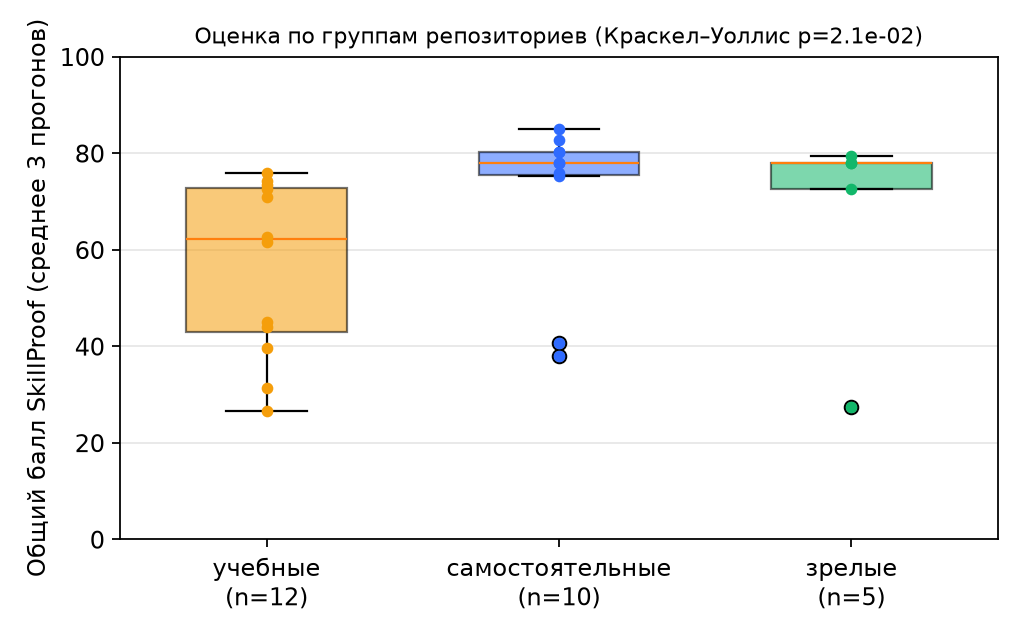 Оценка по группам репозиториев (Краскел–Уоллис p=2.1e-02)
Общий балл SkillProof (среднее 3 прогонов)
100
80
60
40
20
0
учебные
(n=12)
самостоятельные
(n=10)
зрелые
(n=5)